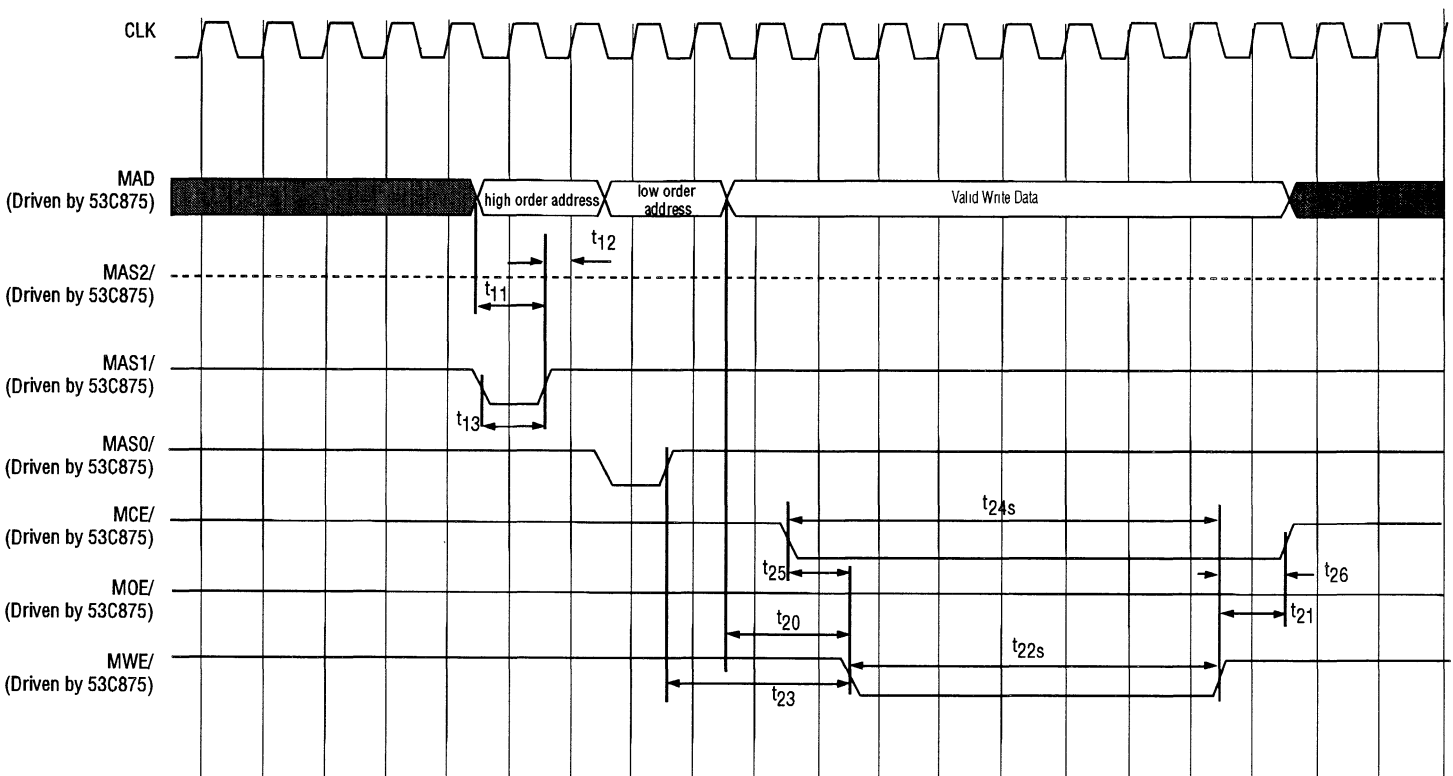 CLK
MAD
(Driven by 53C875)
high order address
low order
address
Valid Write Data
t12
MAS2/
(Driven by 53C875)
t11
MAS1/
(Driven by 53C875)
t13
MAS0/
(Driven by 53C875)
MCE/
(Driven by 53C875)
t24s
t25
t26
MOE/
(Driven by 53C875)
t21
t20
t22s
MWE/
(Driven by 53C875)
t23